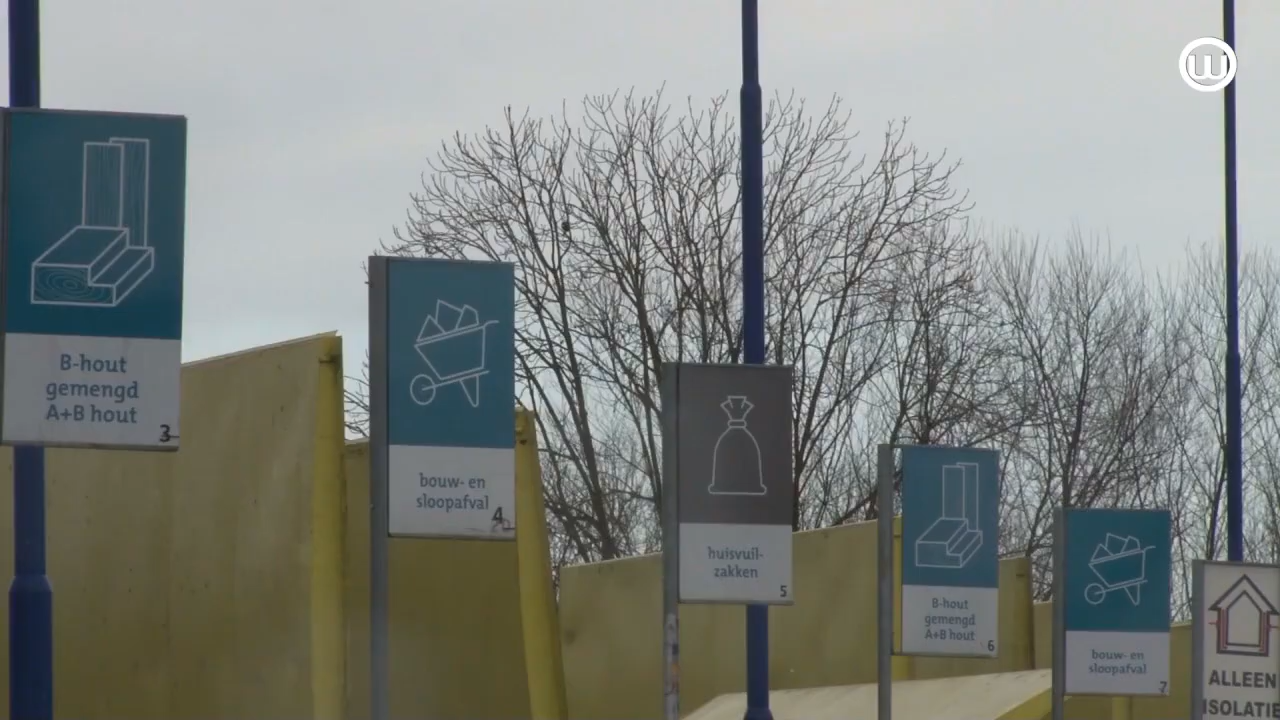 B-hout
gemengd
A+B hout
3
bouw- en
sloopafval
4
huisvuil-
zakken
5
B-hout
gemengd
A+B hout
6
bouw- en
sloopafval
7
ALLEEN
ISOLATIE
W